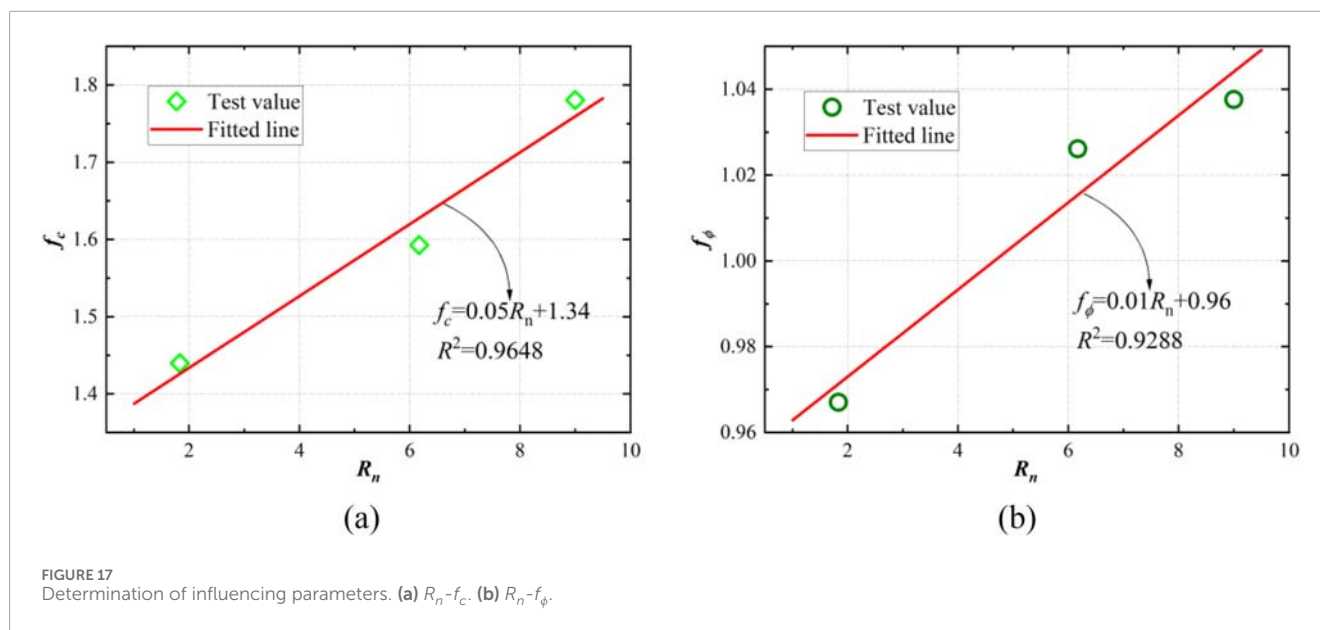 1.8
1.7
1.6
1.5
1.4
f_c
Test value
Fitted line
f_c=0.05R_n+1.34
R²=0.9648
2 4 6 8 10
R_n
(a)
1.04
1.02
1.00
0.98
0.96
f_ϕ
Test value
Fitted line
f_ϕ=0.01R_n+0.96
R²=0.9288
2 4 6 8 10
R_n
(b)
FIGURE 17
Determination of influencing parameters. (a) R_n-f_c. (b) R_n-f_ϕ.